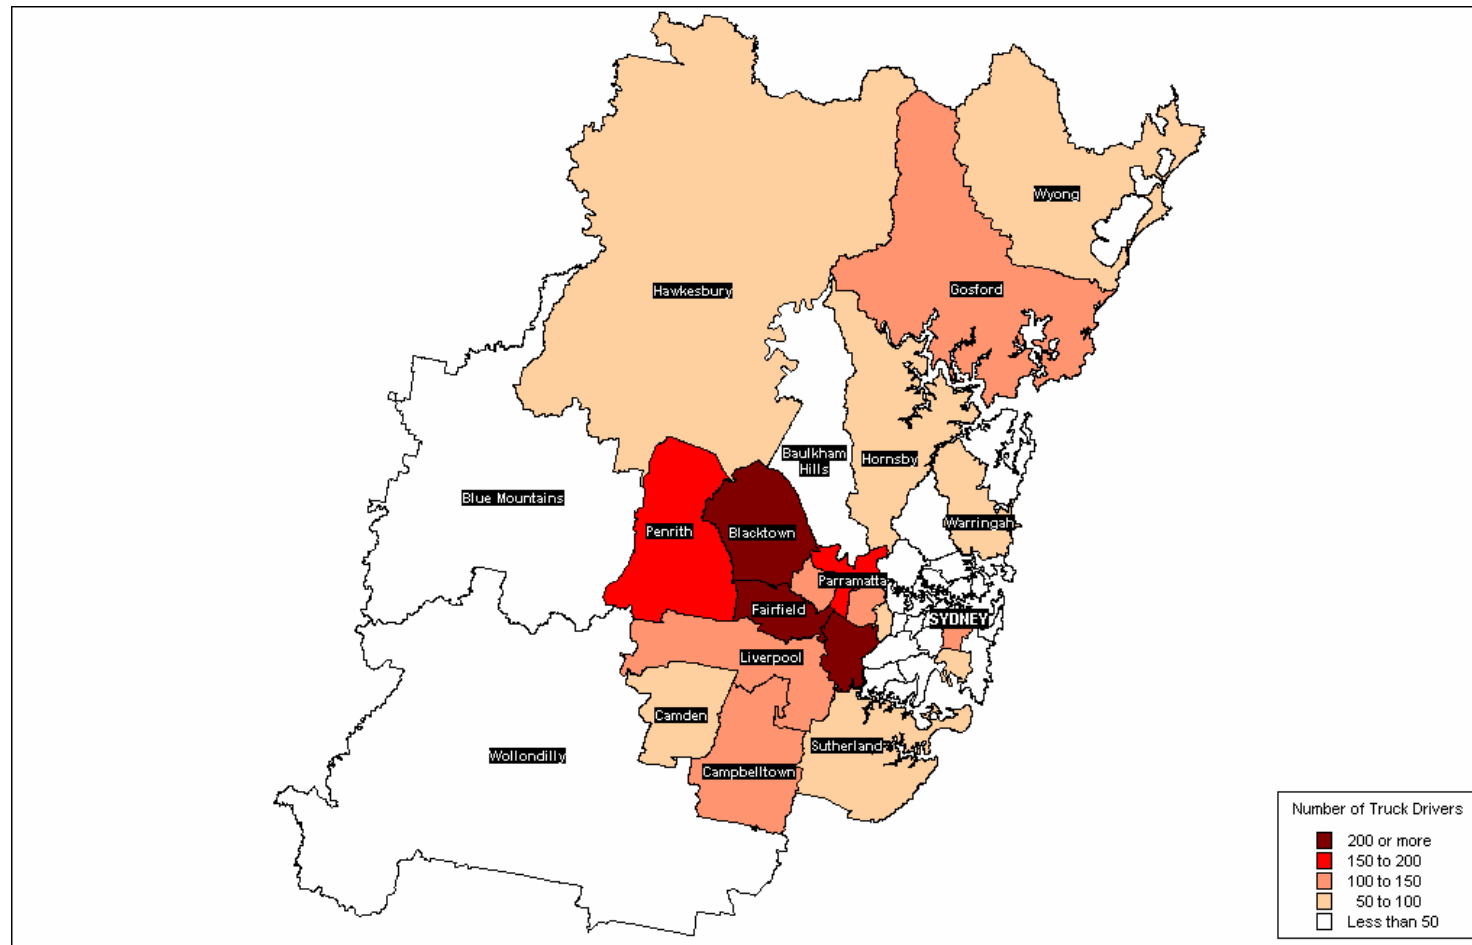 Wyong
Hawkesbury
Gosford
Baulkham
Hills
Hornsby
Blue Mountains
Warringah
Penrith
Blacktown
Parramatta
Fairfield
SYDNEY
Liverpool
Camden
Sutherland
Wollondilly
Campbelltown
Number of Truck Drivers
200 or more
150 to 200
100 to 150
50 to 100
Less than 50